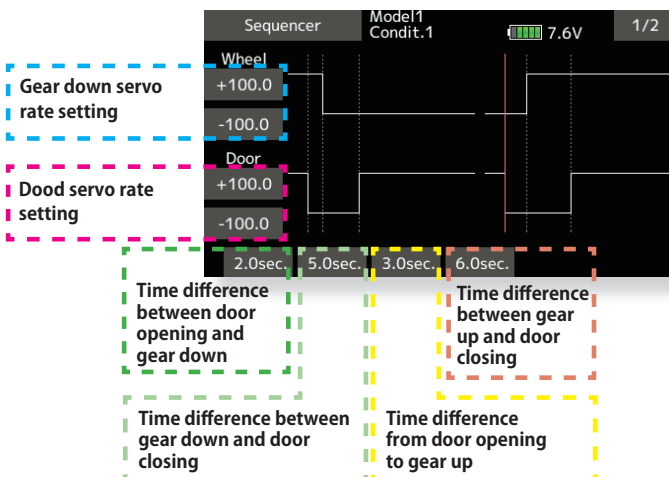 Sequencer
Model1
Condit.1
7.6V
1/2
Wheel
+100.0
-100.0
Door
+100.0
-100.0
2.0sec.
5.0sec.
3.0sec.
6.0sec.
Gear down servo
rate setting
Dood servo rate
setting
Time difference
between door
opening and
gear down
Time difference
between gear
up and door
closing
Time difference between
gear down and door
closing
Time difference
from door opening
to gear up